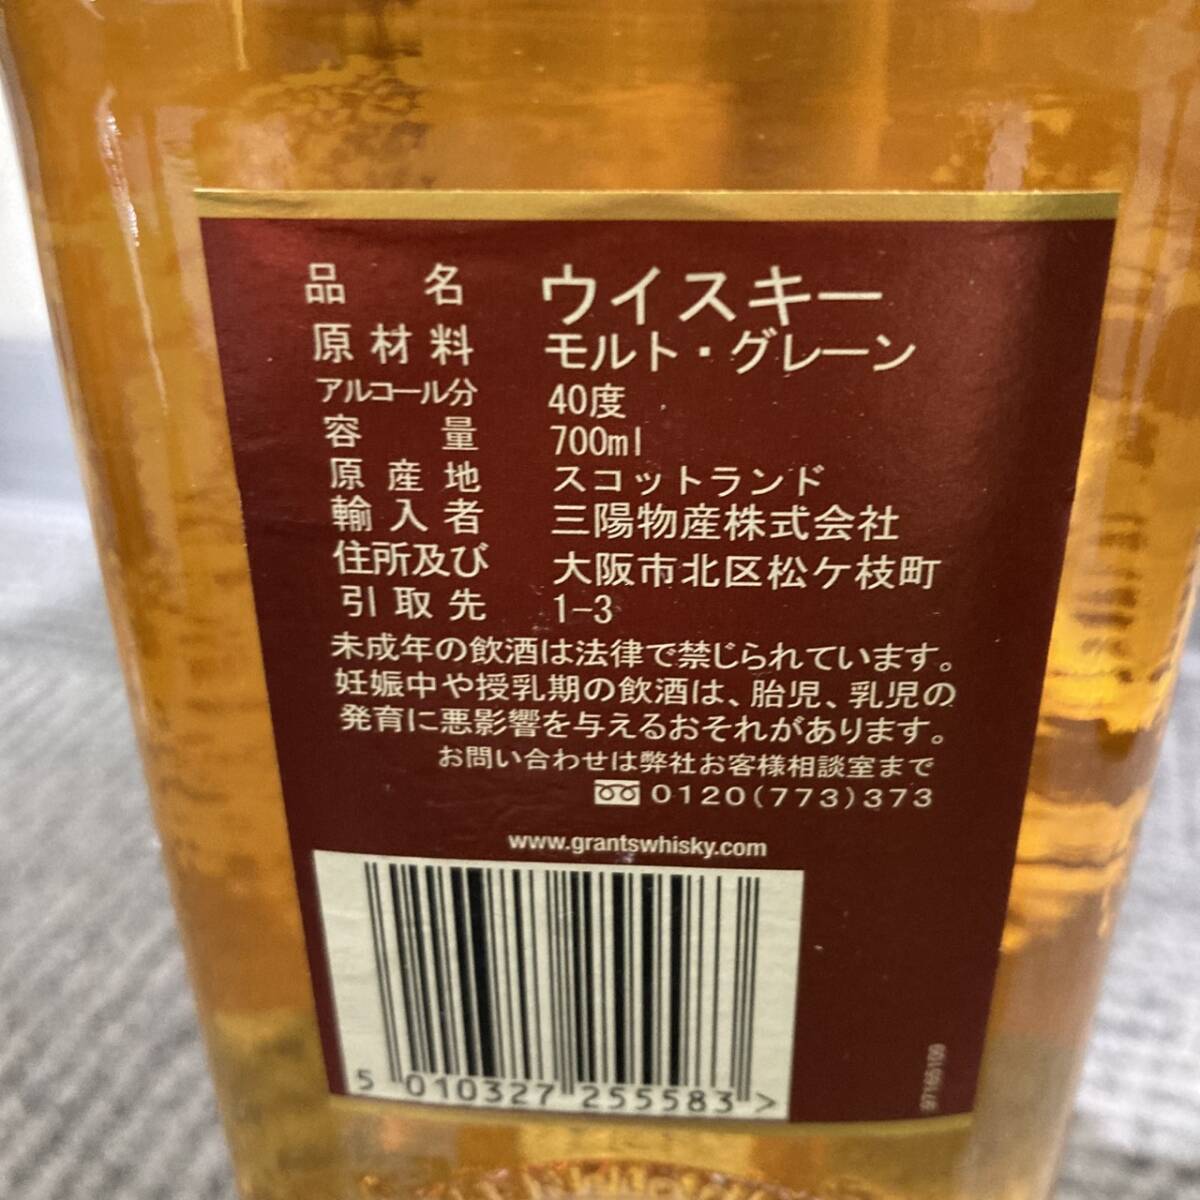 品名 ウイスキー
原材料 モルト・グレーン
アルコール分 40度
容量 700ml
原産地 スコットランド
輸入者 三陽物産株式会社
住所及び 大阪市北区松ケ枝町
引取先 1-3
未成年の飲酒は法律で禁じられています。
妊娠中や授乳期の飲酒は、胎児、乳児の
発育に悪影響を与えるおそれがあります。
お問い合わせは弊社お客様相談室まで
0120(773)373
www.grantswhisky.com
5 010327 255583 >
97165109